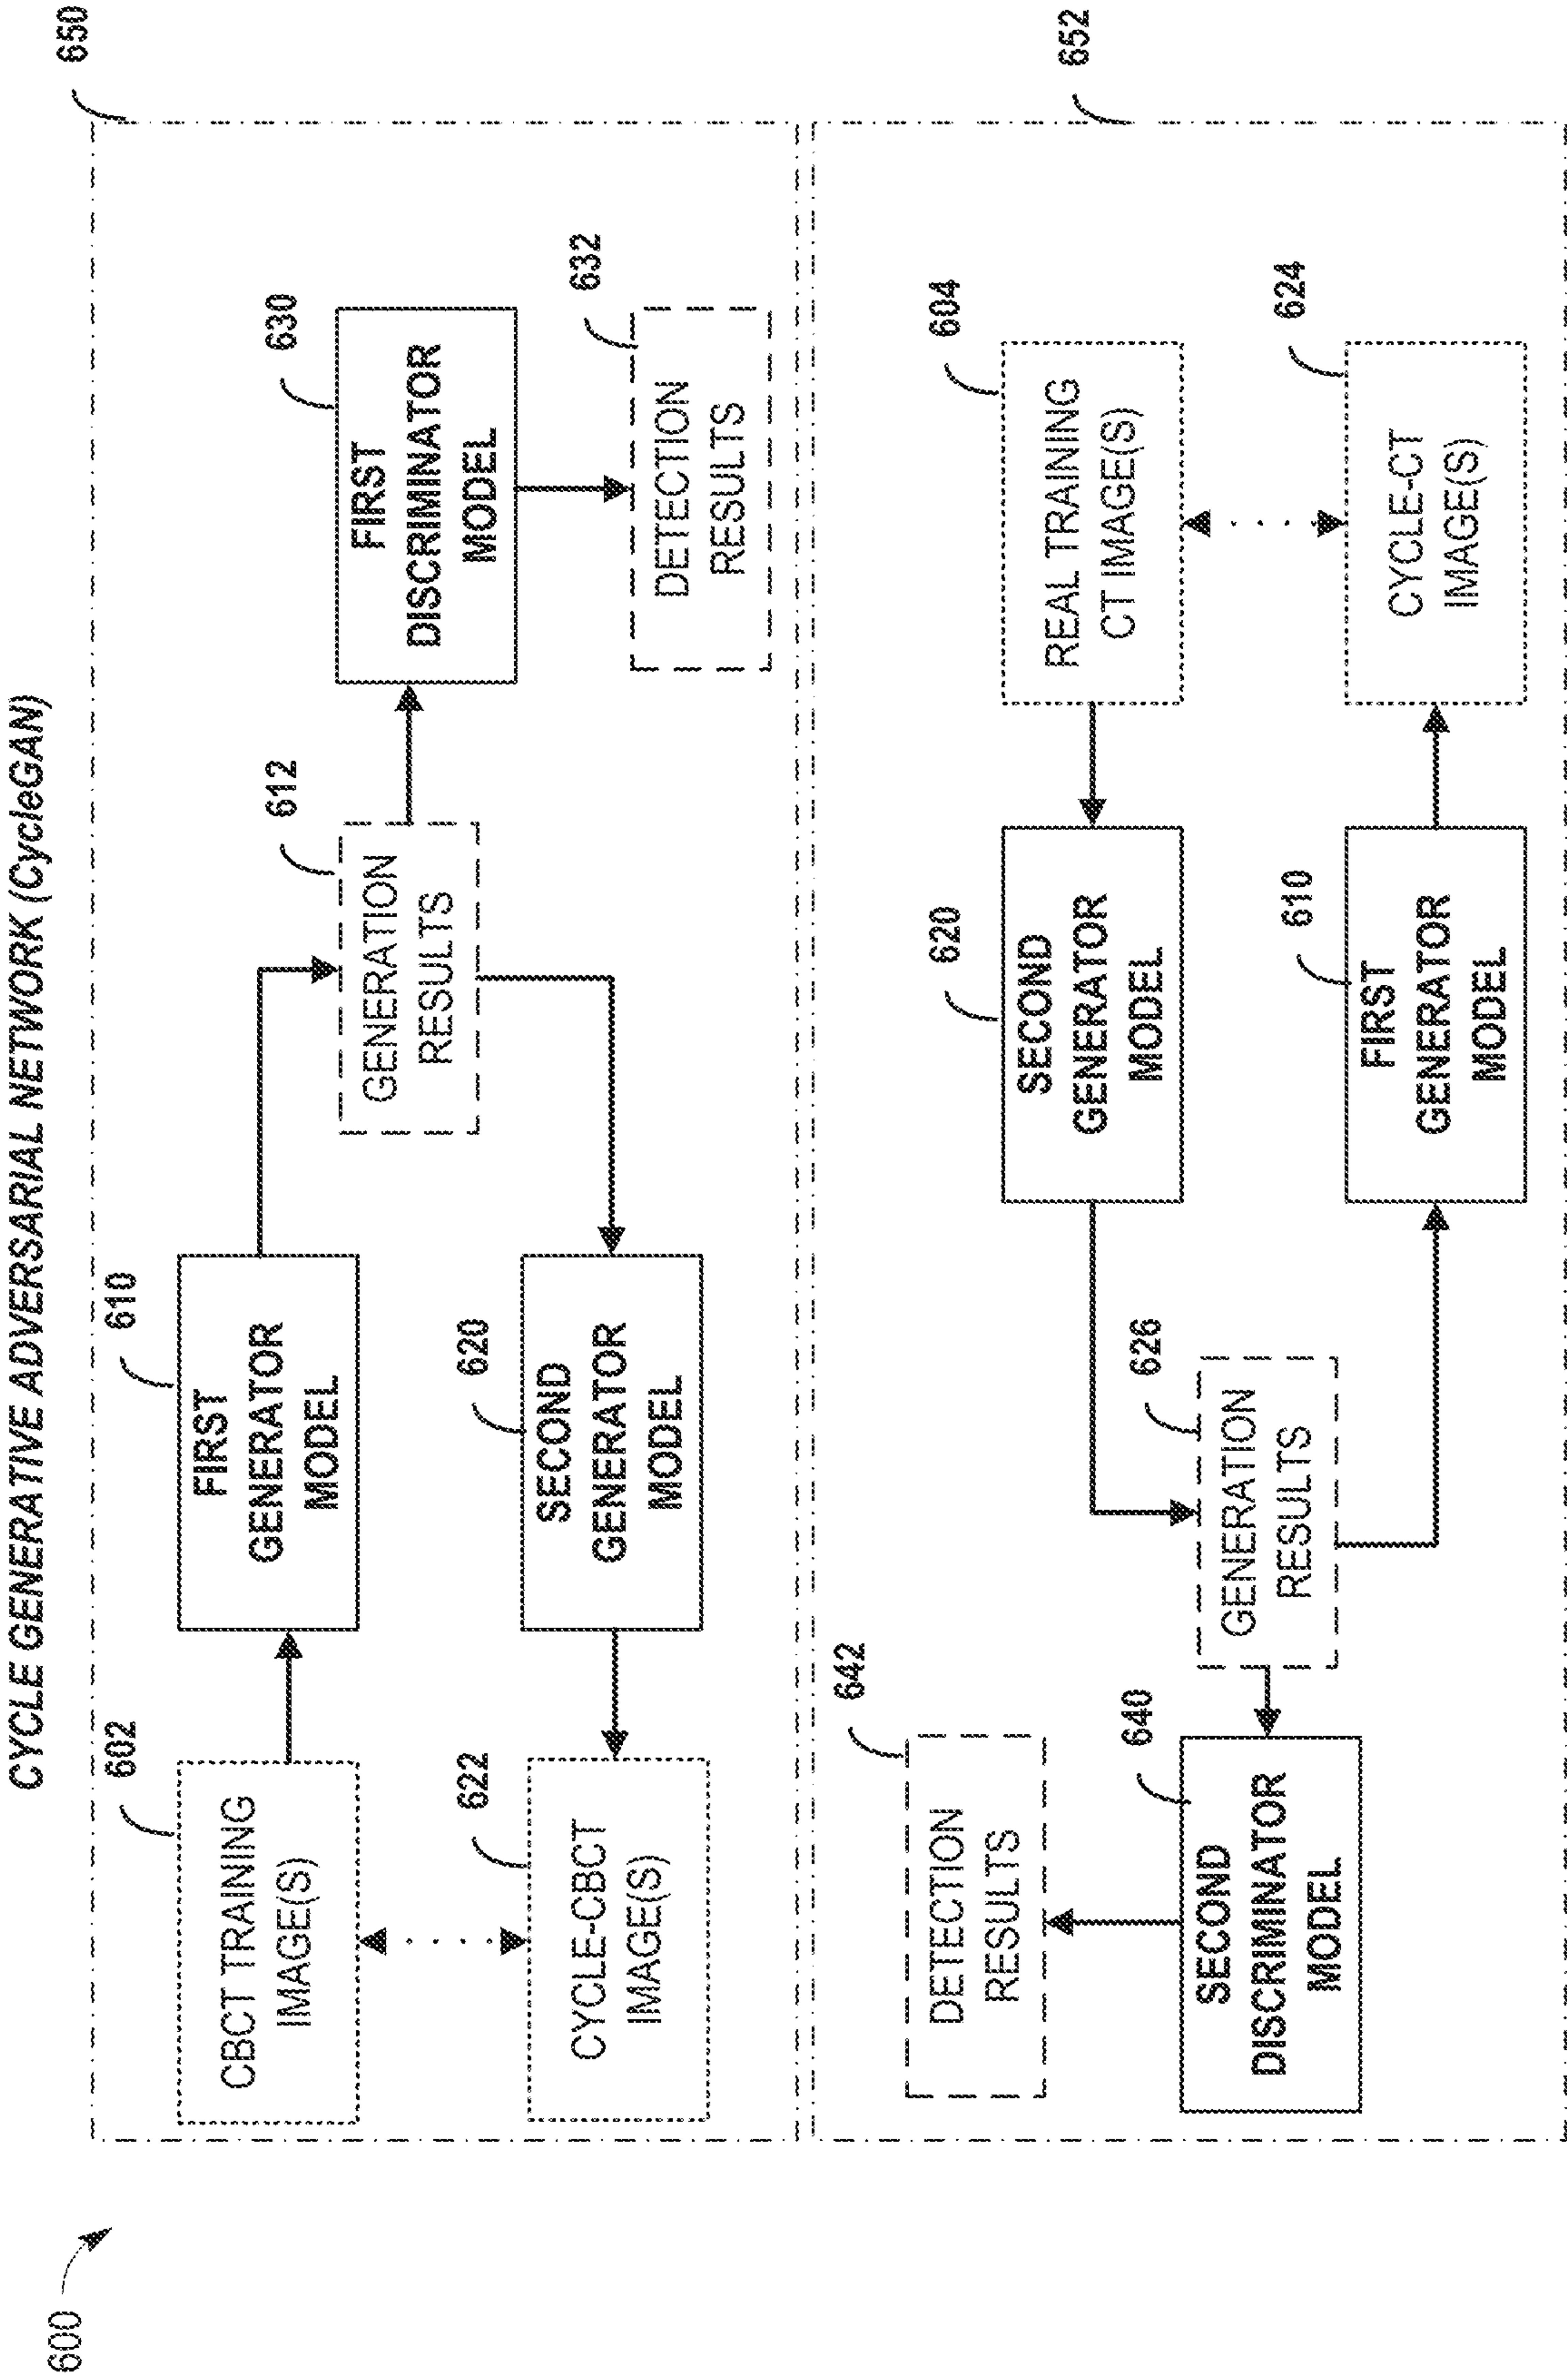 CYCLE GENERATIVE ADVERSARIAL NETWORK (CycleGAN)
600
650
602
CBCT TRAINING
IMAGE(S)
610
FIRST
GENERATOR
MODEL
612
GENERATION
RESULTS
630
FIRST
DISCRIMINATOR
MODEL
632
DETECTION
RESULTS
622
CYCLE-CBCT
IMAGE(S)
620
SECOND
GENERATOR
MODEL
652
642
DETECTION
RESULTS
640
SECOND
DISCRIMINATOR
MODEL
626
GENERATION
RESULTS
620
SECOND
GENERATOR
MODEL
604
REAL TRAINING
CT IMAGE(S)
610
FIRST
GENERATOR
MODEL
624
CYCLE-CT
IMAGE(S)